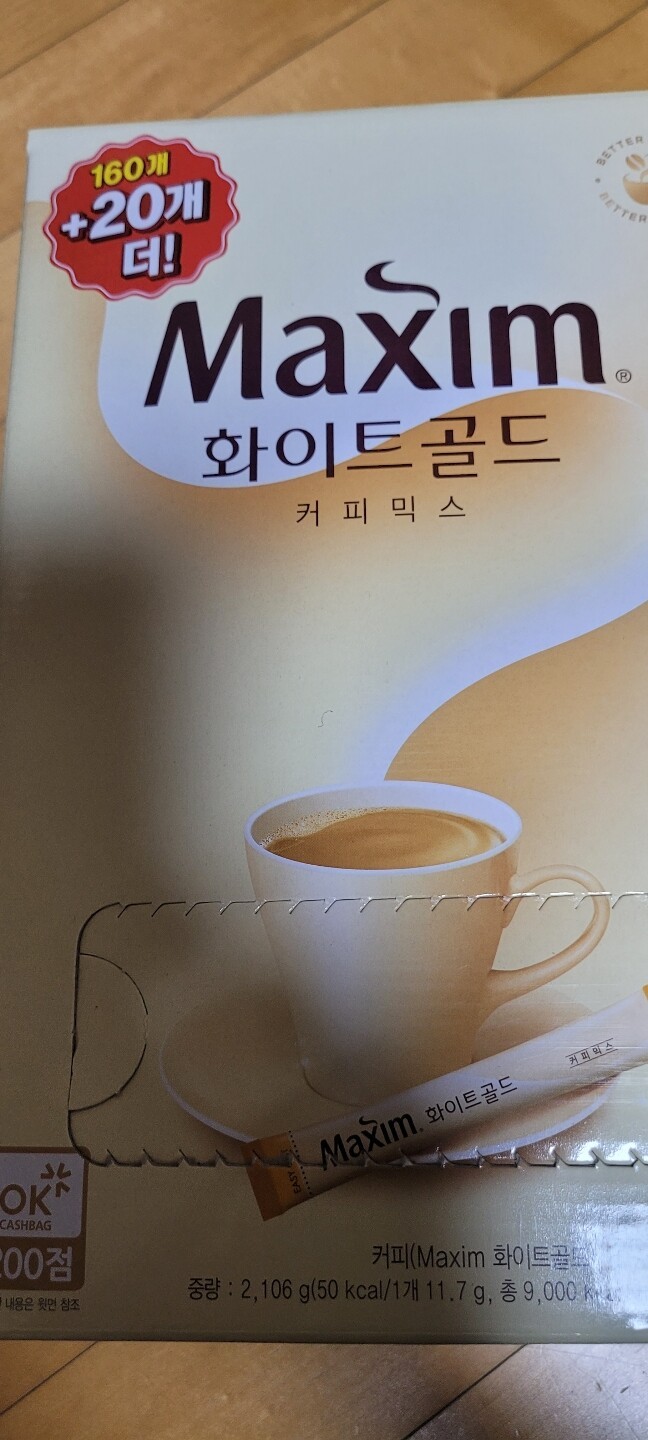 160개
+20개
더!
BETTER
BETTER
Maxim®
화이트골드
커피믹스
커피믹스
Maxim. 화이트골드
EASY
OK
CASHBAG
200점
내용은 윗면 참조
커피(Maxim 화이트골드
중량 : 2,106 g(50 kcal/1개 11.7 g, 총 9,000